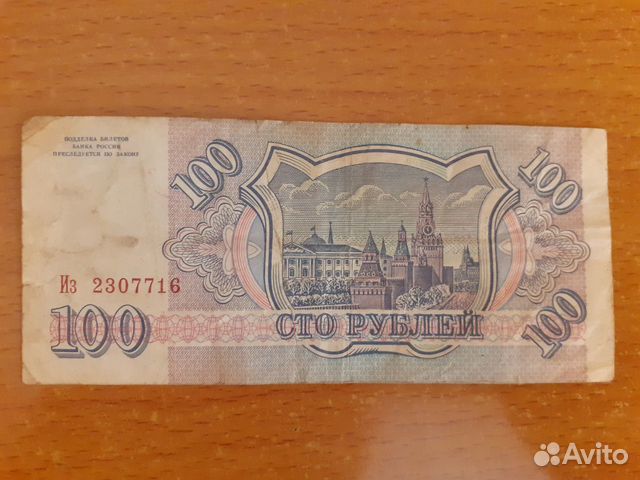 ПОДДЕЛКА БИЛЕТОВ
БАНКА РОССИИ
ПРЕСЛЕДУЕТСЯ ПО ЗАКОНУ
100
100
Из 2307716
100
СТО РУБЛЕЙ
100
Avito